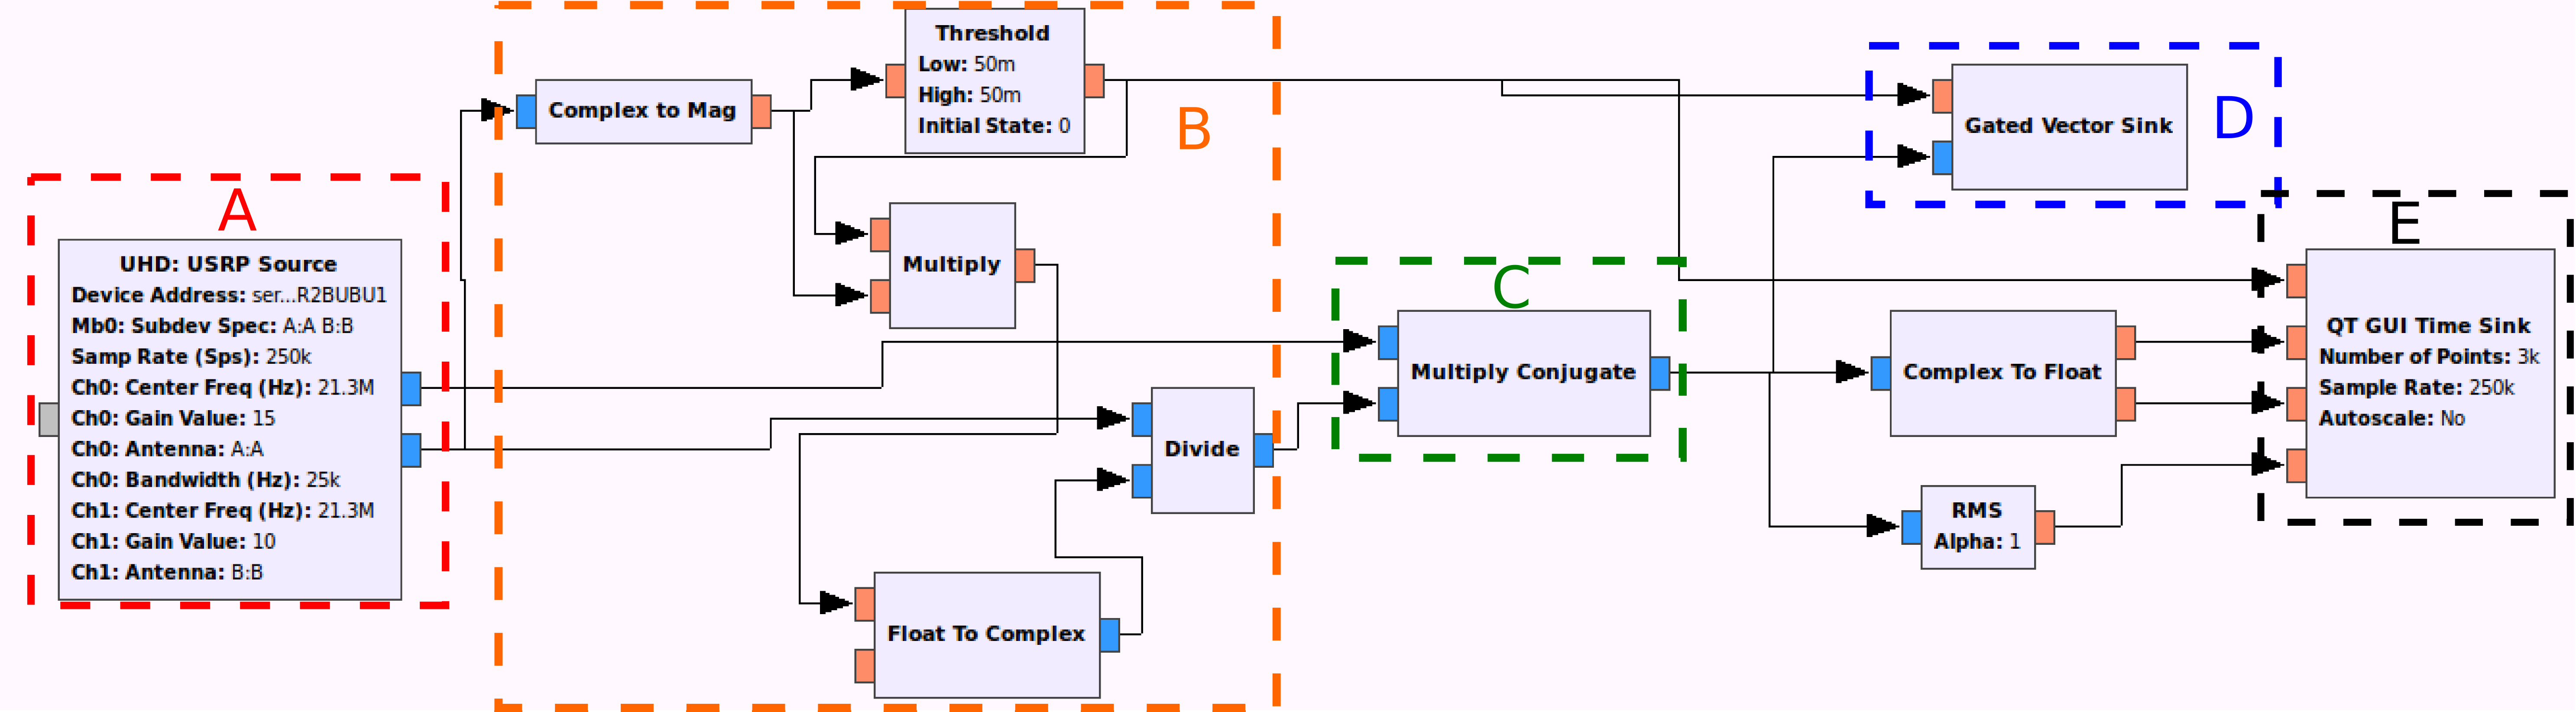 A
UHD: USRP Source
Device Address: ser...R2BUBU1
Mb0: Subdev Spec: A:A B:B
Samp Rate (Sps): 250k
Ch0: Center Freq (Hz): 21.3M
Ch0: Gain Value: 15
Ch0: Antenna: A:A
Ch0: Bandwidth (Hz): 25k
Ch1: Center Freq (Hz): 21.3M
Ch1: Gain Value: 10
Ch1: Antenna: B:B
B
Complex to Mag
Threshold
Low: 50m
High: 50m
Initial State: 0
Multiply
Divide
Float To Complex
C
Multiply Conjugate
D
Gated Vector Sink
Complex To Float
RMS
Alpha: 1
E
QT GUI Time Sink
Number of Points: 3k
Sample Rate: 250k
Autoscale: No